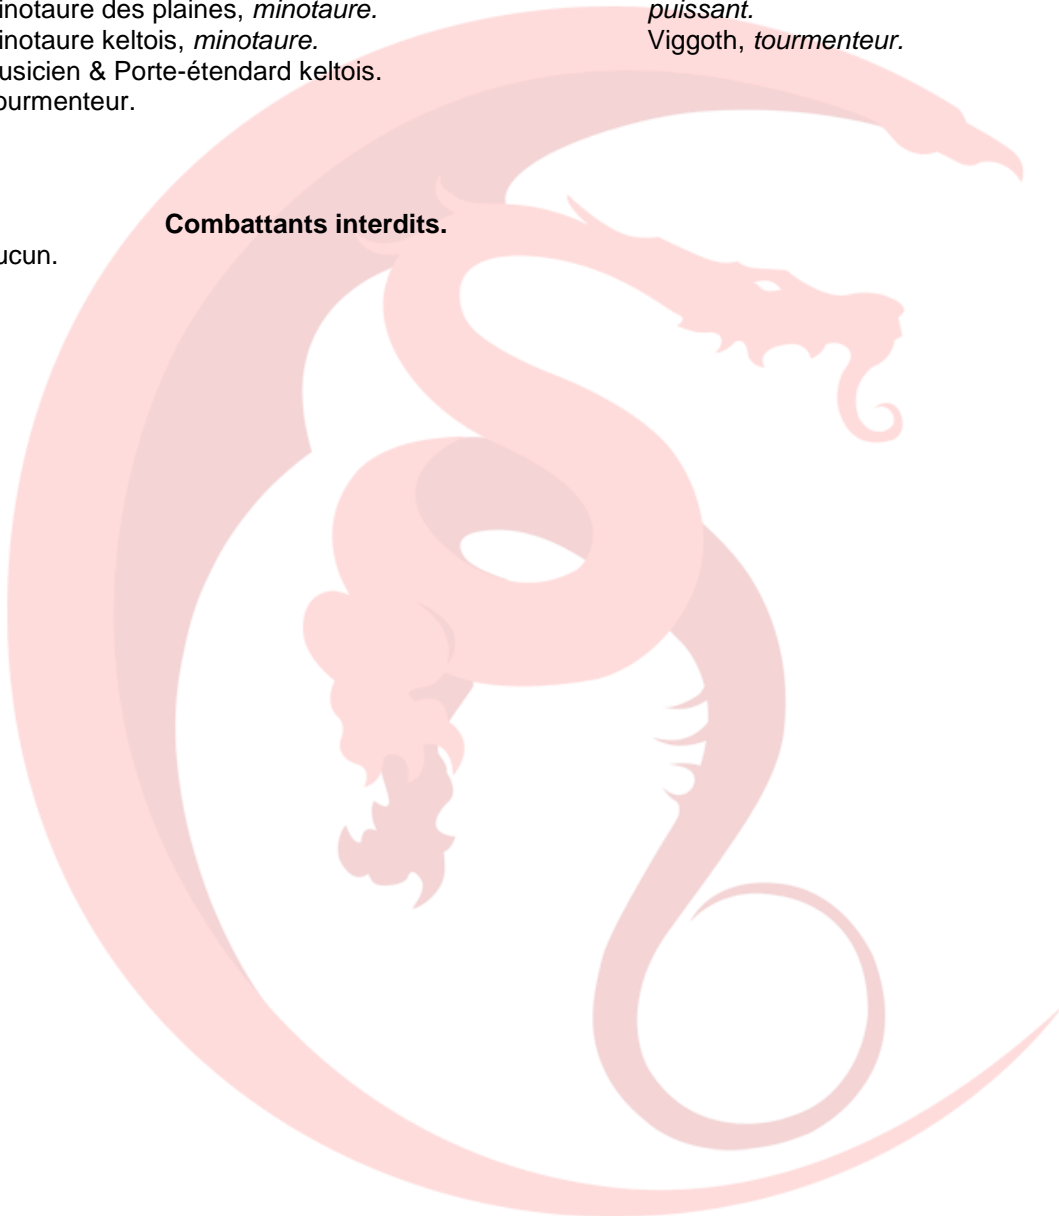 inotaure des plaines, minotaure.
inotaure keltois, minotaure.
usicien & Porte-étendard keltois.
ourmenteur.
puissant.
Viggoth, tourmenteur.
Combattants interdits.
ucun.